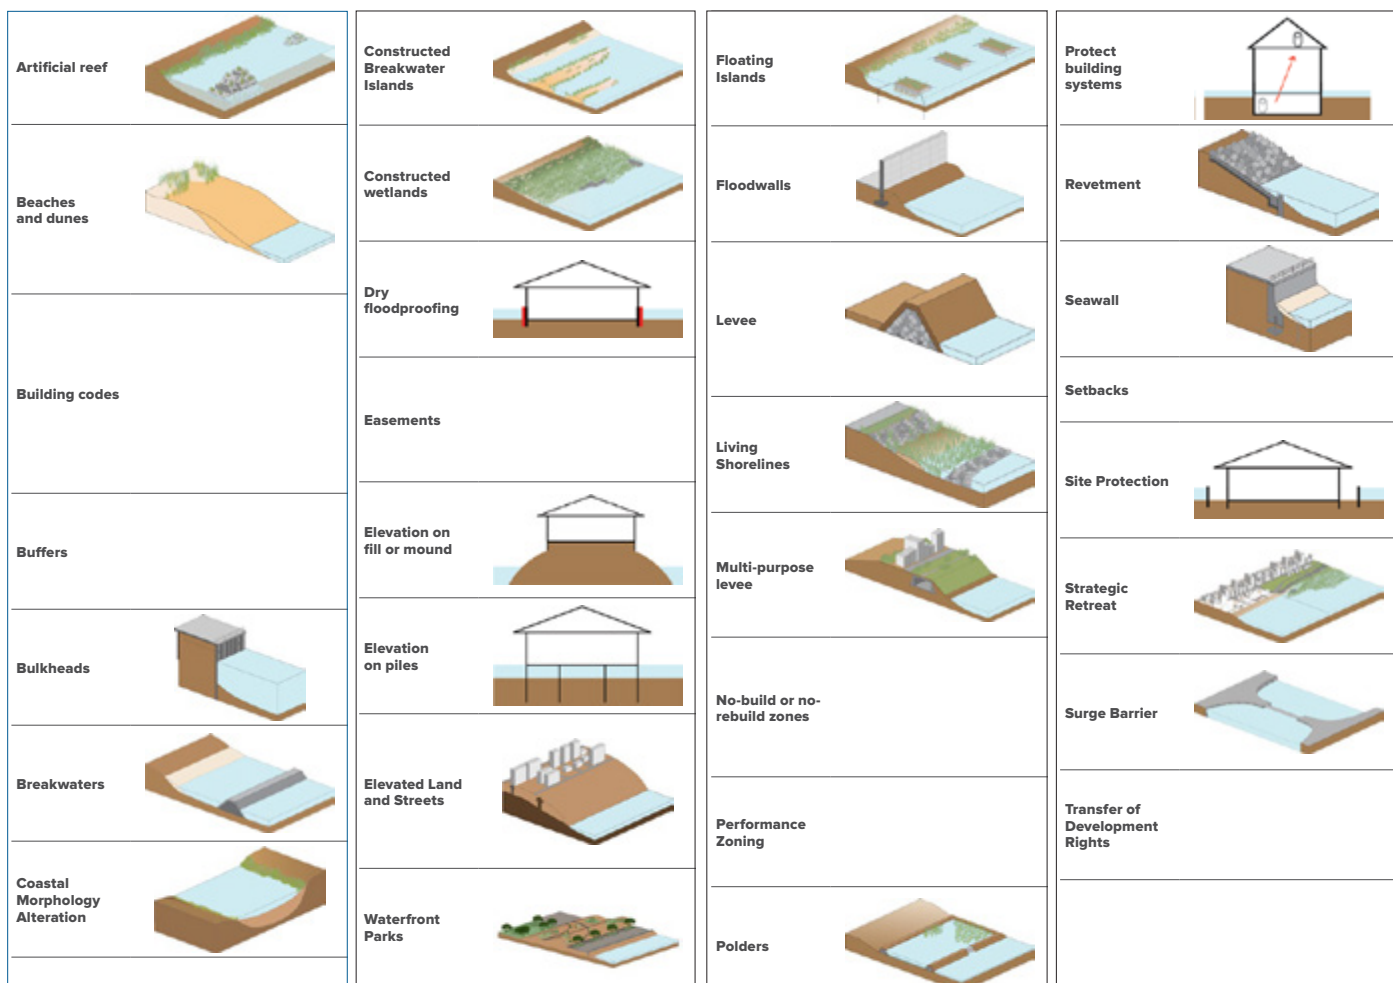 Artificial reef
Beaches
and dunes
Building codes
Buffers
Bulkheads
Breakwaters
Coastal
Morphology
Alteration
Constructed
Breakwater
Islands
Constructed
wetlands
Dry
floodproofing
Easements
Elevation on
fill or mound
Elevation
on piles
Elevated Land
and Streets
Waterfront
Parks
Floating
Islands
Floodwalls
Levee
Living
Shorelines
Multi-purpose
levee
No-build or no-
rebuild zones
Performance
Zoning
Polders
Protect
building
systems
Revetment
Seawall
Setbacks
Site Protection
Strategic
Retreat
Surge Barrier
Transfer of
Development
Rights